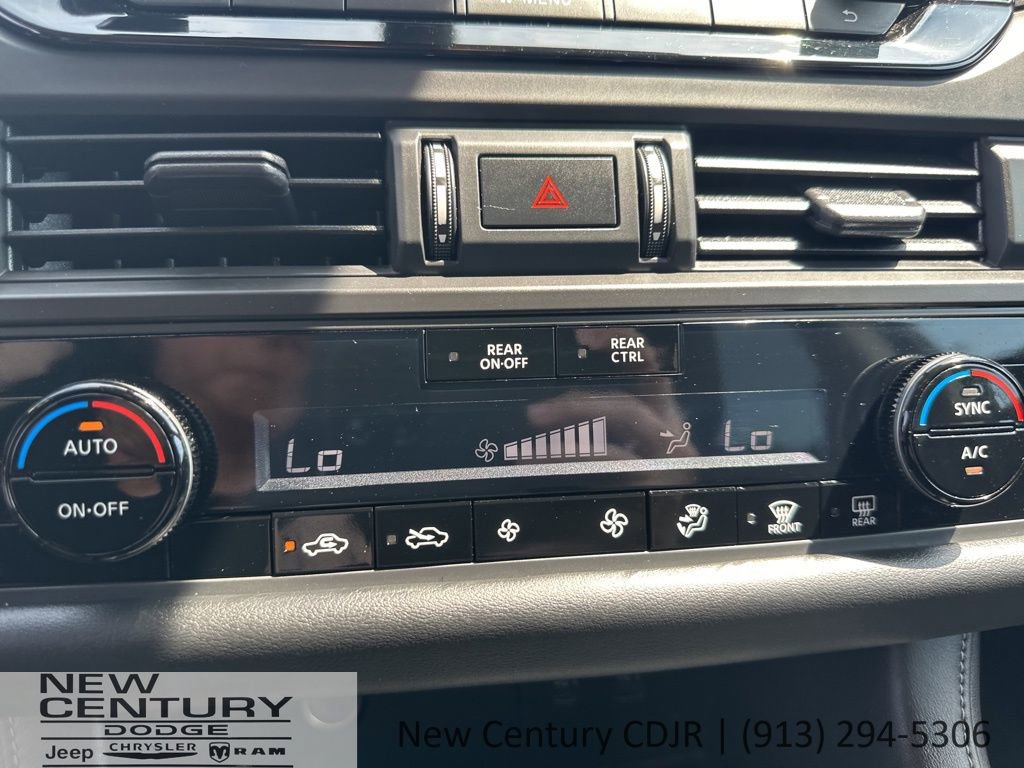 MENU
REAR ON·OFF
REAR CTRL
AUTO
ON·OFF
Lo
Lo
SYNC
A/C
FRONT
REAR
NEW
CENTURY
DODGE
Jeep CHRYSLER RAM
New Century CDJR | (913) 294-5306